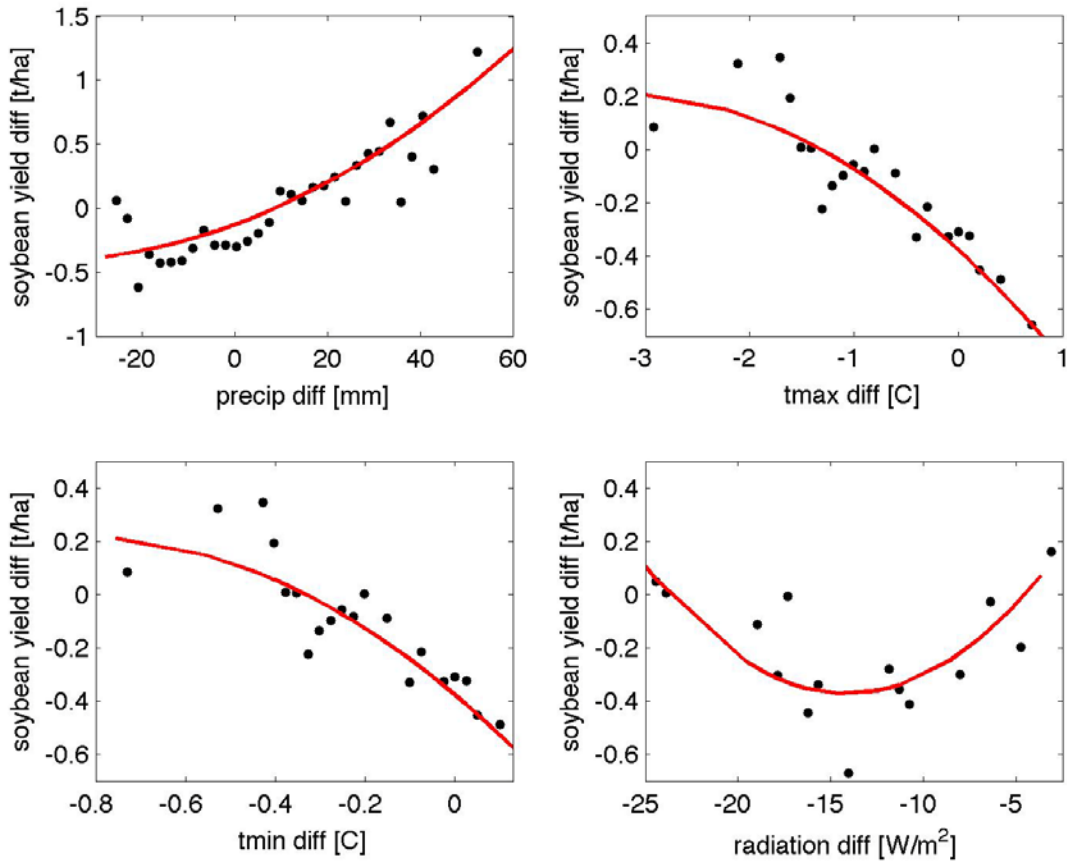 soybean yield diff [t/ha]
1.5
1
0.5
0
-0.5
-1
-20 0 20 40 60
precip diff [mm]
soybean yield diff [t/ha]
0.4
0.2
0
-0.2
-0.4
-0.6
-3 -2 -1 0 1
tmax diff [C]
soybean yield diff [t/ha]
0.4
0.2
0
-0.2
-0.4
-0.6
-0.8 -0.6 -0.4 -0.2 0
tmin diff [C]
soybean yield diff [t/ha]
0.4
0.2
0
-0.2
-0.4
-0.6
-25 -20 -15 -10 -5
radiation diff [W/m²]